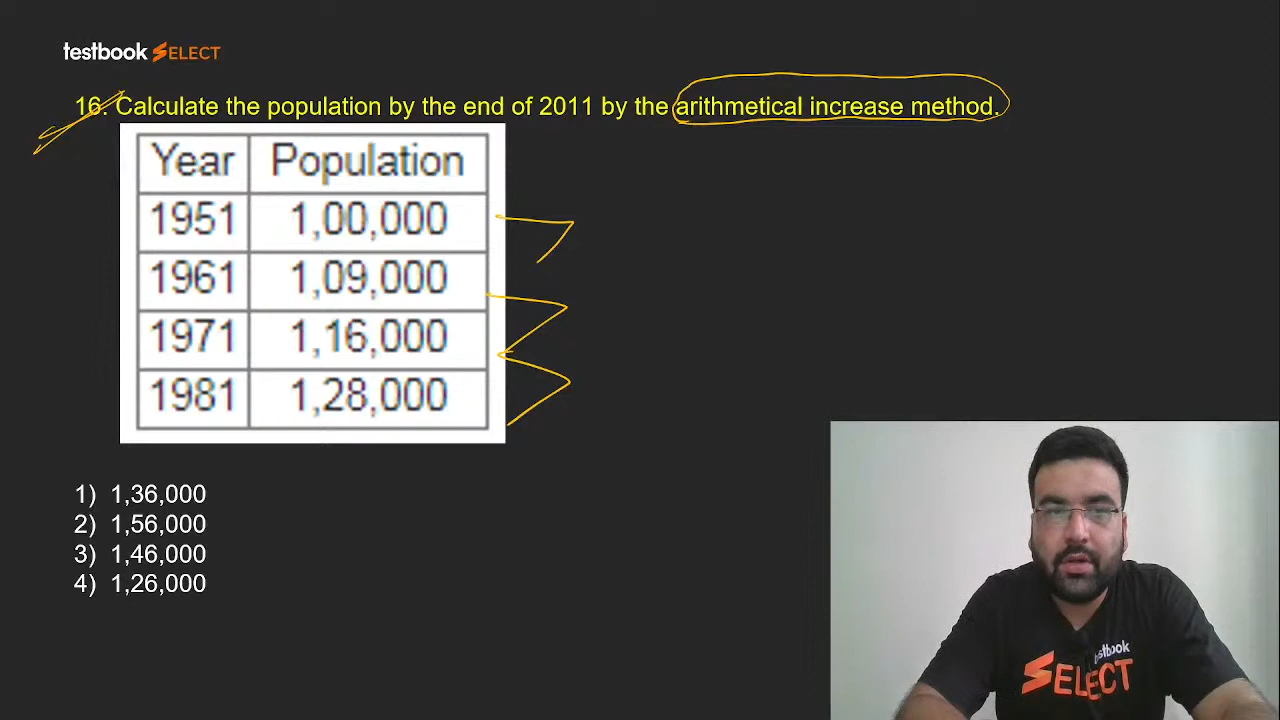 testbook SELECT
16. Calculate the population by the end of 2011 by the arithmetical increase method.
Year Population
1951 1,00,000
1961 1,09,000
1971 1,16,000
1981 1,28,000
1) 1,36,000
2) 1,56,000
3) 1,46,000
4) 1,26,000
testbook
SELECT